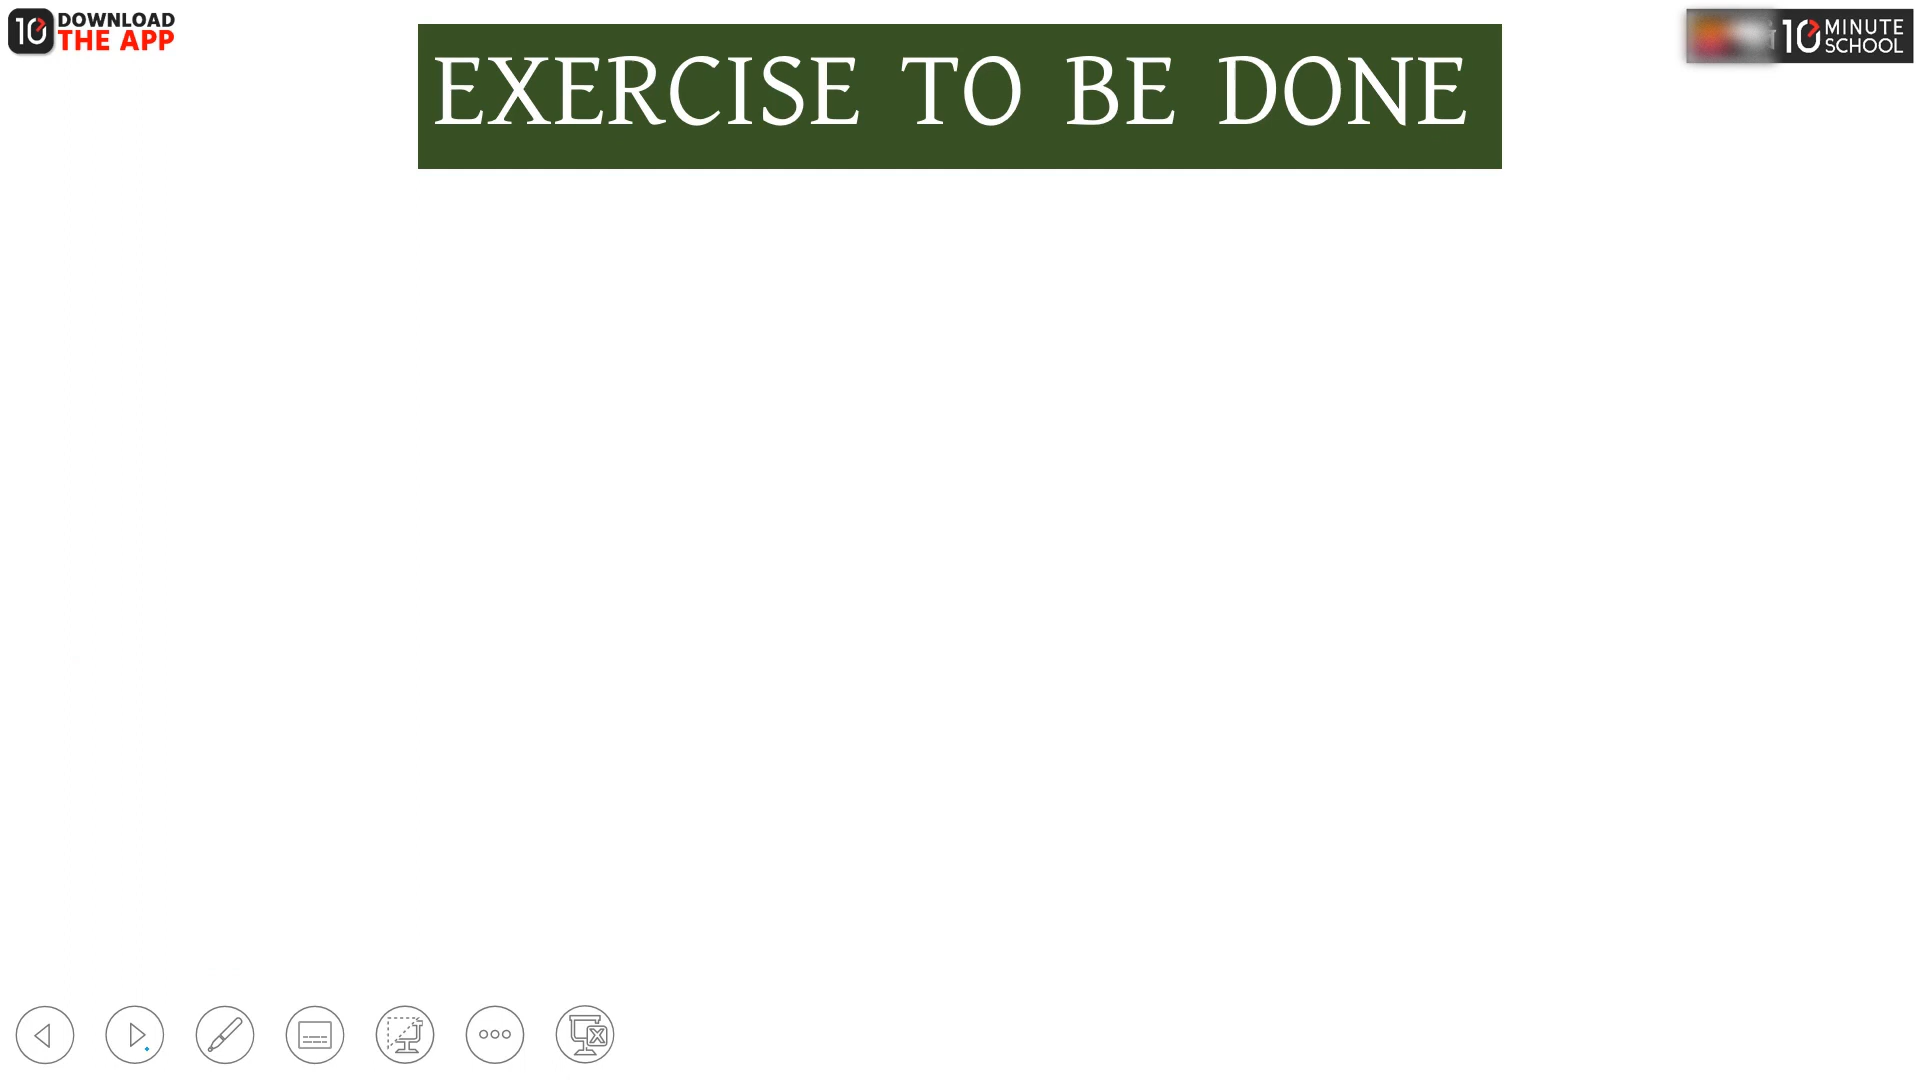 10 DOWNLOAD
THE APP
EXERCISE TO BE DONE
10 MINUTE
SCHOOL